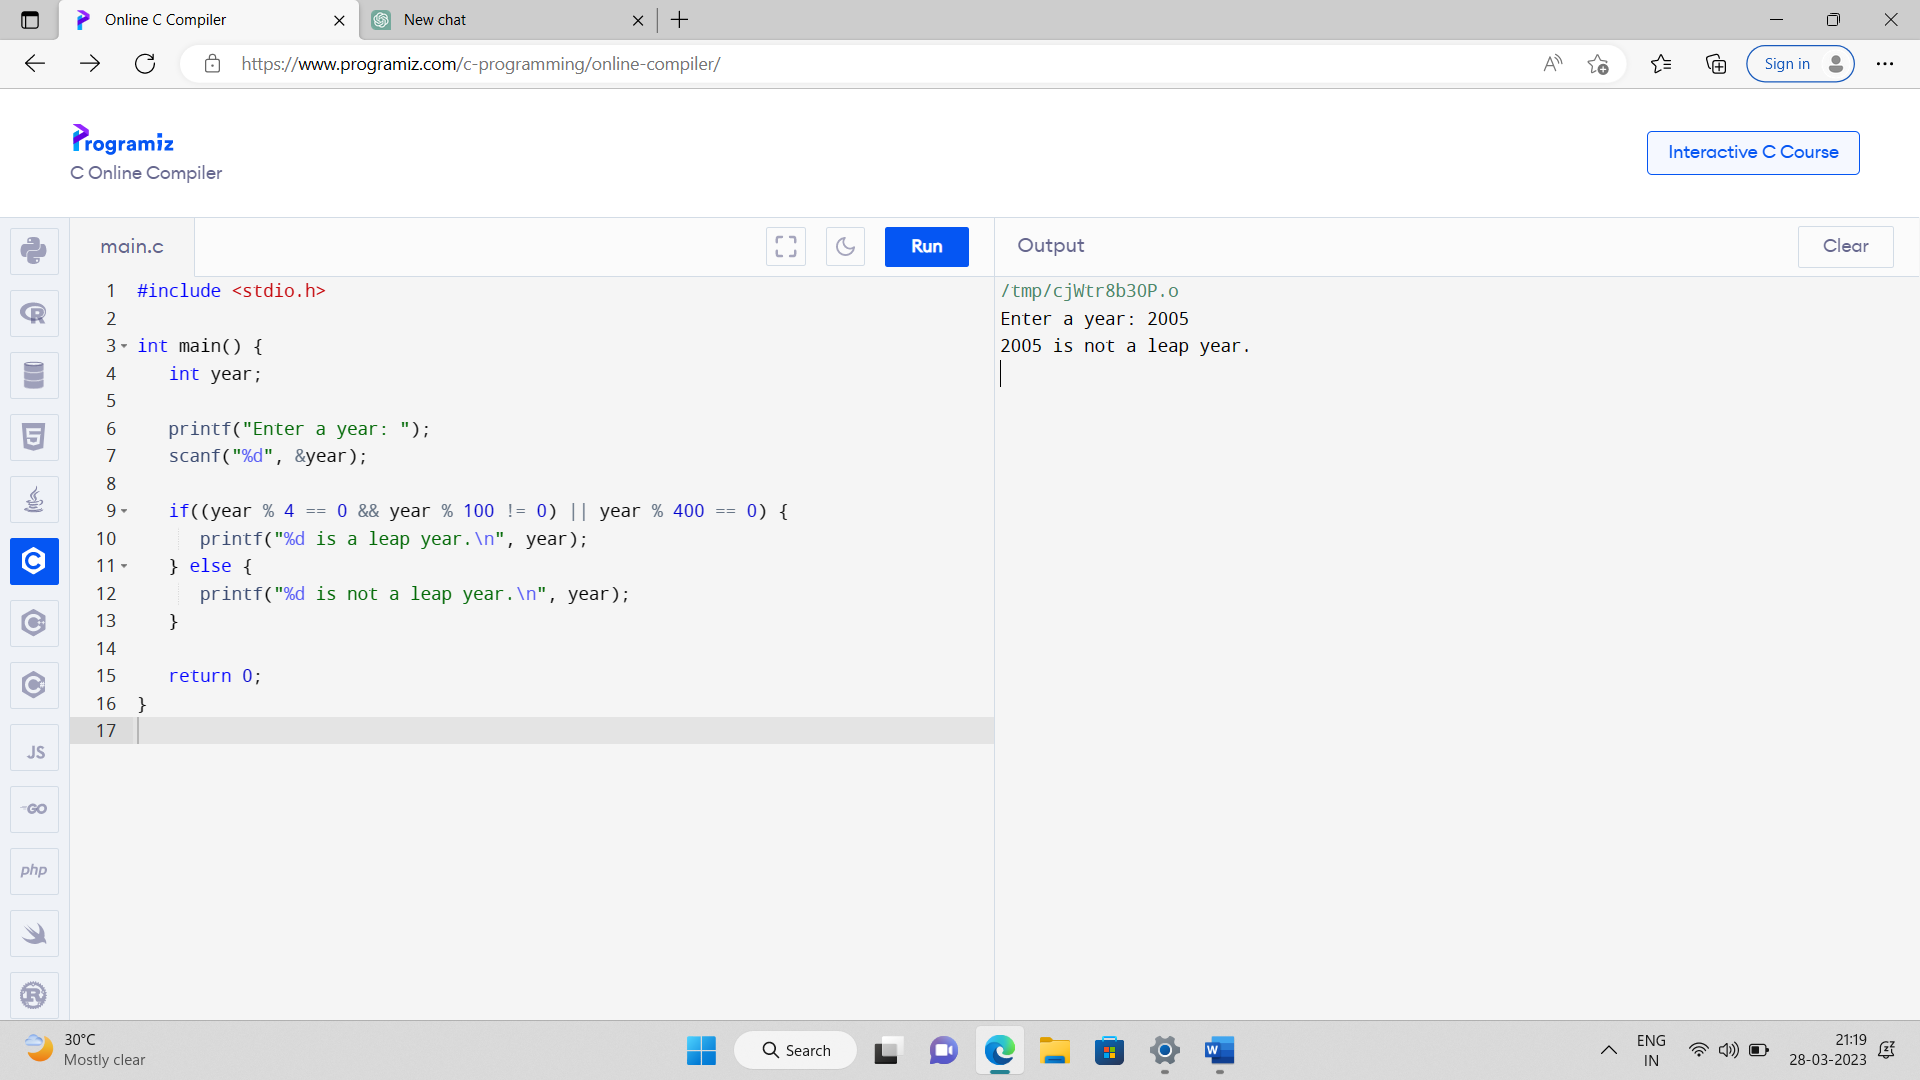 Online C Compiler
New chat
https://www.programiz.com/c-programming/online-compiler/
Sign in
Programiz
C Online Compiler
Interactive C Course
main.c
Run
Output
Clear
1 #include <stdio.h>
2
3 int main() {
4 int year;
5
6 printf("Enter a year: ");
7 scanf("%d", &year);
8
9 if((year % 4 == 0 && year % 100 != 0) || year % 400 == 0) {
10 printf("%d is a leap year.\n", year);
11 } else {
12 printf("%d is not a leap year.\n", year);
13 }
14
15 return 0;
16 }
17
/tmp/cjWtr8b3OP.o
Enter a year: 2005
2005 is not a leap year.
JS
GO
php
30°C
Mostly clear
Search
ENG
IN
21:19
28-03-2023